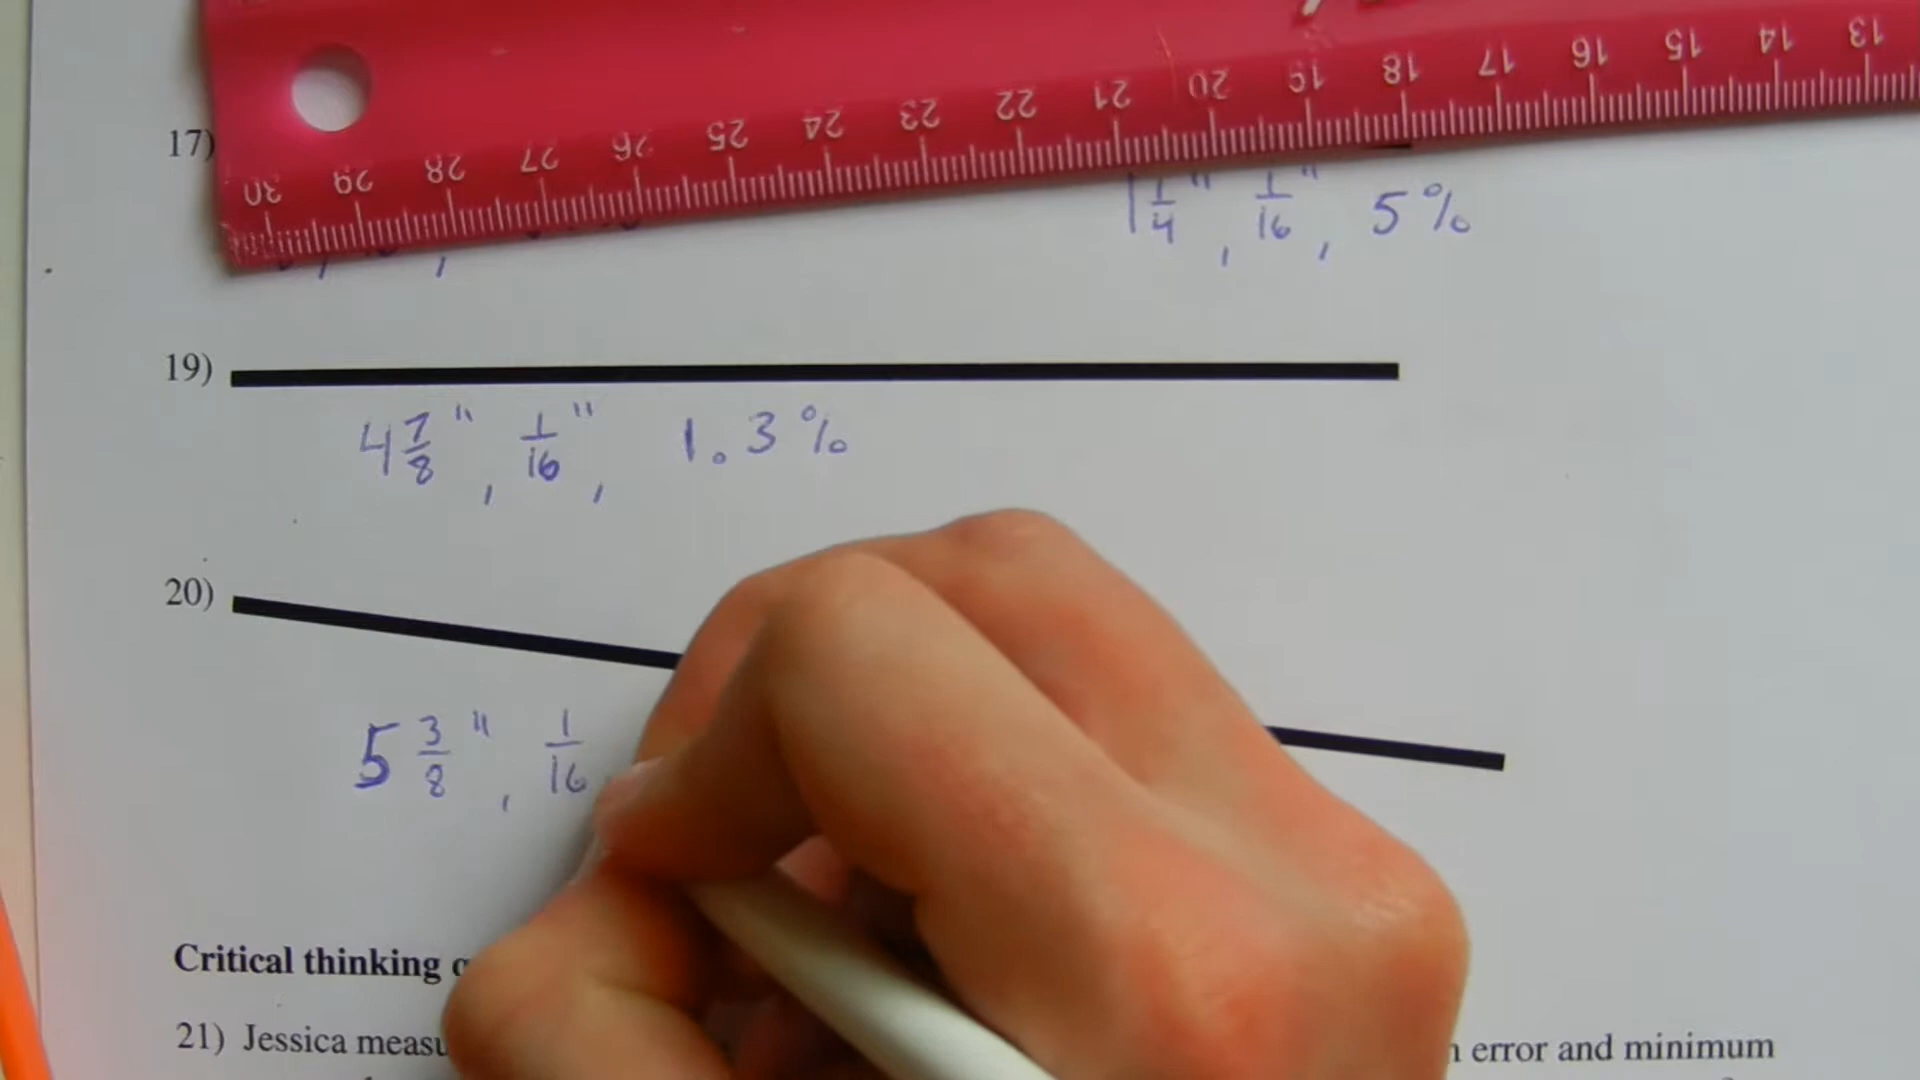 30 29 28 27 26 25 24 23 22 21 20 19 18 17 16 15 14 13
17)
1 1/4", 1/16", 5%
19)
4 7/8", 1/16", 1.3%
20)
5 3/8", 1/16
Critical thinking
21) Jessica error and minimum